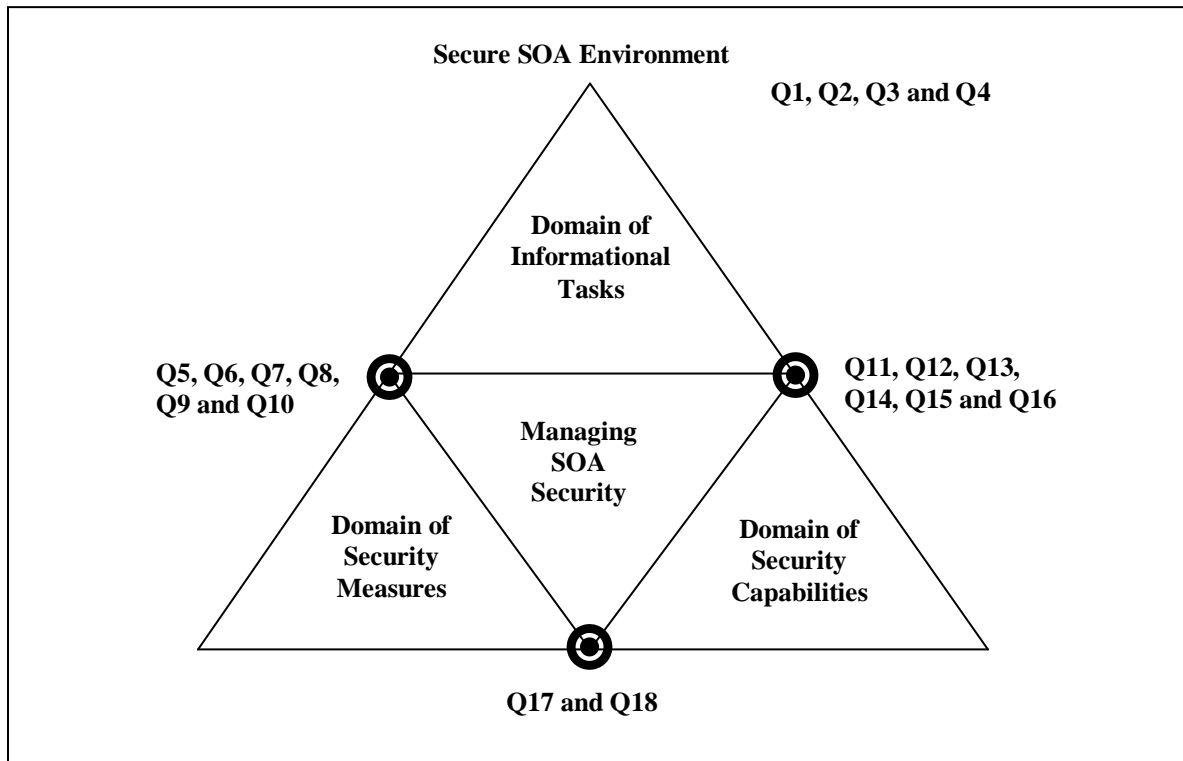 Secure SOA Environment
Q1, Q2, Q3 and Q4
Domain of
Informational
Tasks
Q5, Q6, Q7, Q8,
Q9 and Q10
Q11, Q12, Q13,
Q14, Q15 and Q16
Managing
SOA
Security
Domain of
Security
Measures
Domain of
Security
Capabilities
Q17 and Q18